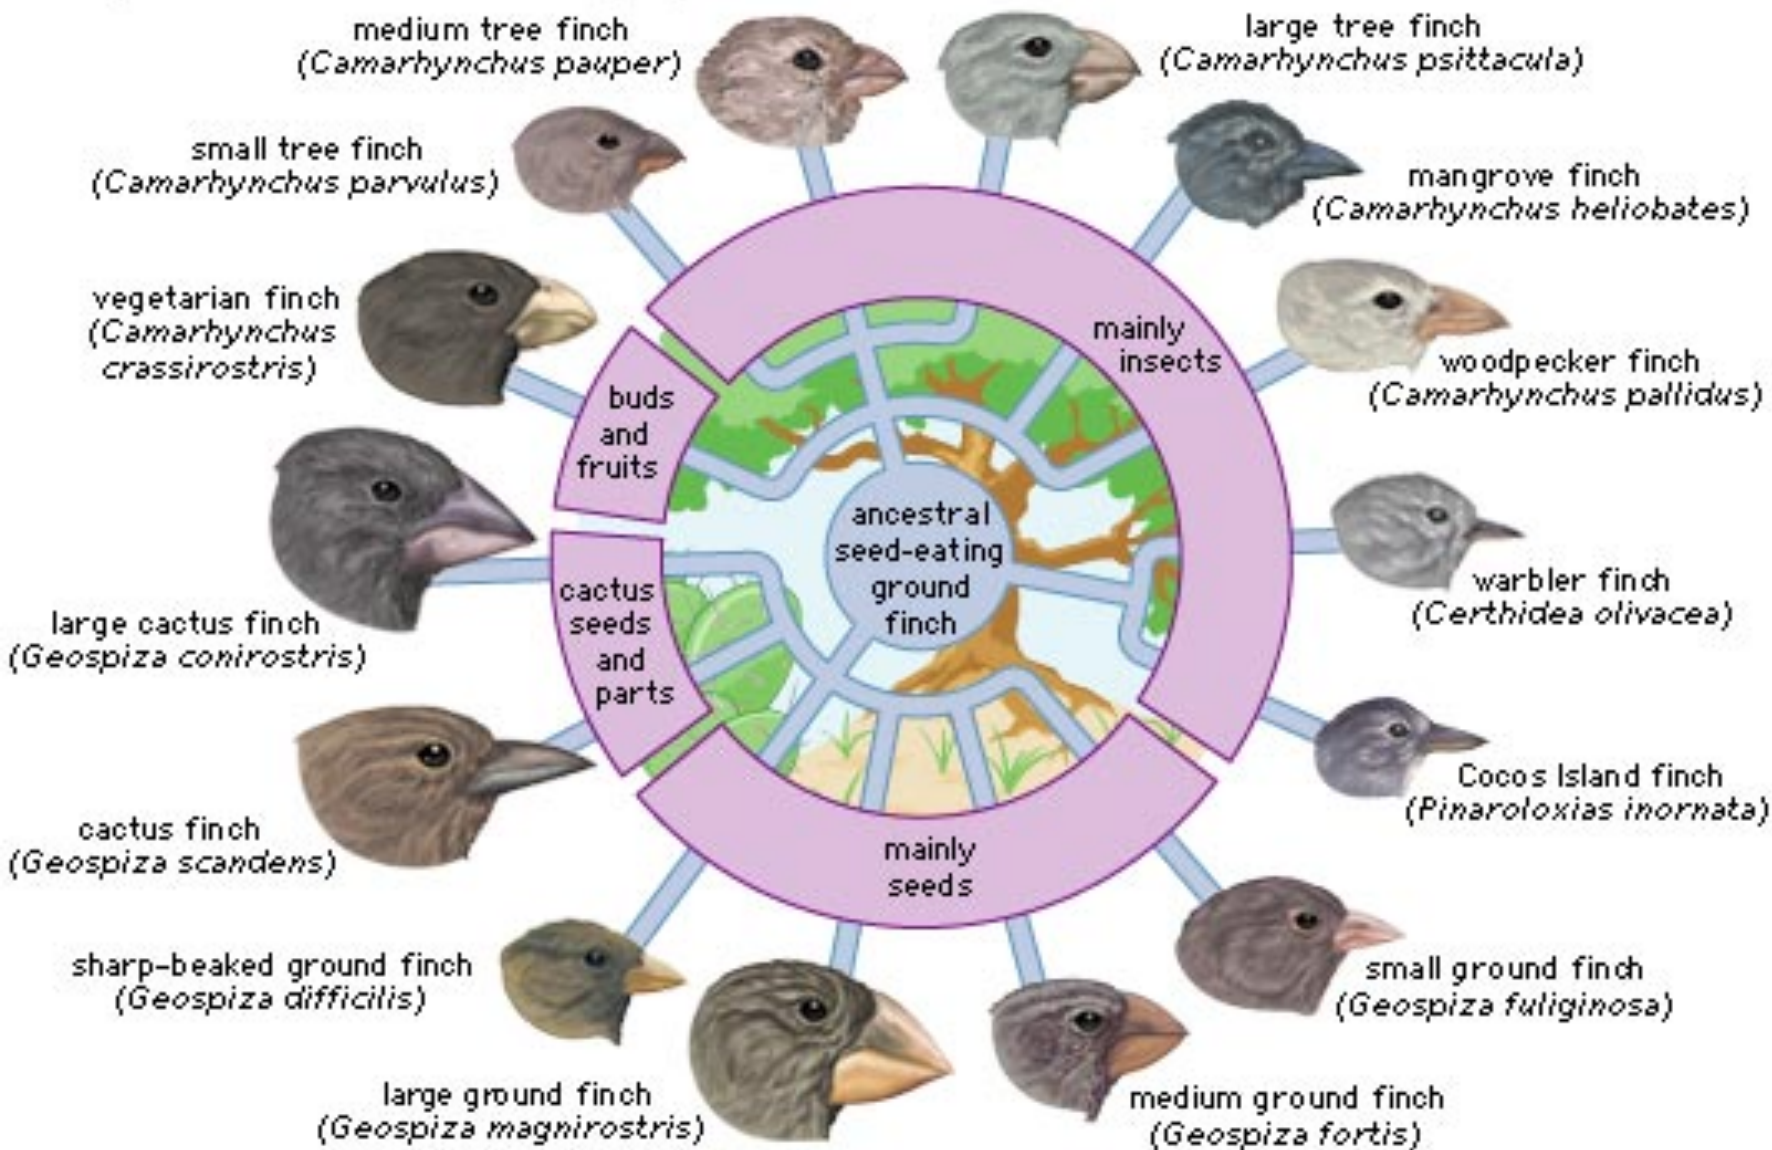 medium tree finch
(Camarhynchus pauper)
large tree finch
(Camarhynchus psittacula)
small tree finch
(Camarhynchus parvulus)
mangrove finch
(Camarhynchus heliobates)
vegetarian finch
(Camarhynchus
crassirostris)
woodpecker finch
(Camarhynchus pallidus)
mainly
insects
buds
and
fruits
ancestral
seed-eating
ground
finch
cactus
seeds
and
parts
mainly
seeds
large cactus finch
(Geospiza conirostris)
warbler finch
(Certhidea olivacea)
cactus finch
(Geospiza scandens)
Cocos Island finch
(Pinaroloxias inornata)
sharp-beaked ground finch
(Geospiza difficilis)
small ground finch
(Geospiza fuliginosa)
large ground finch
(Geospiza magnirostris)
medium ground finch
(Geospiza fortis)